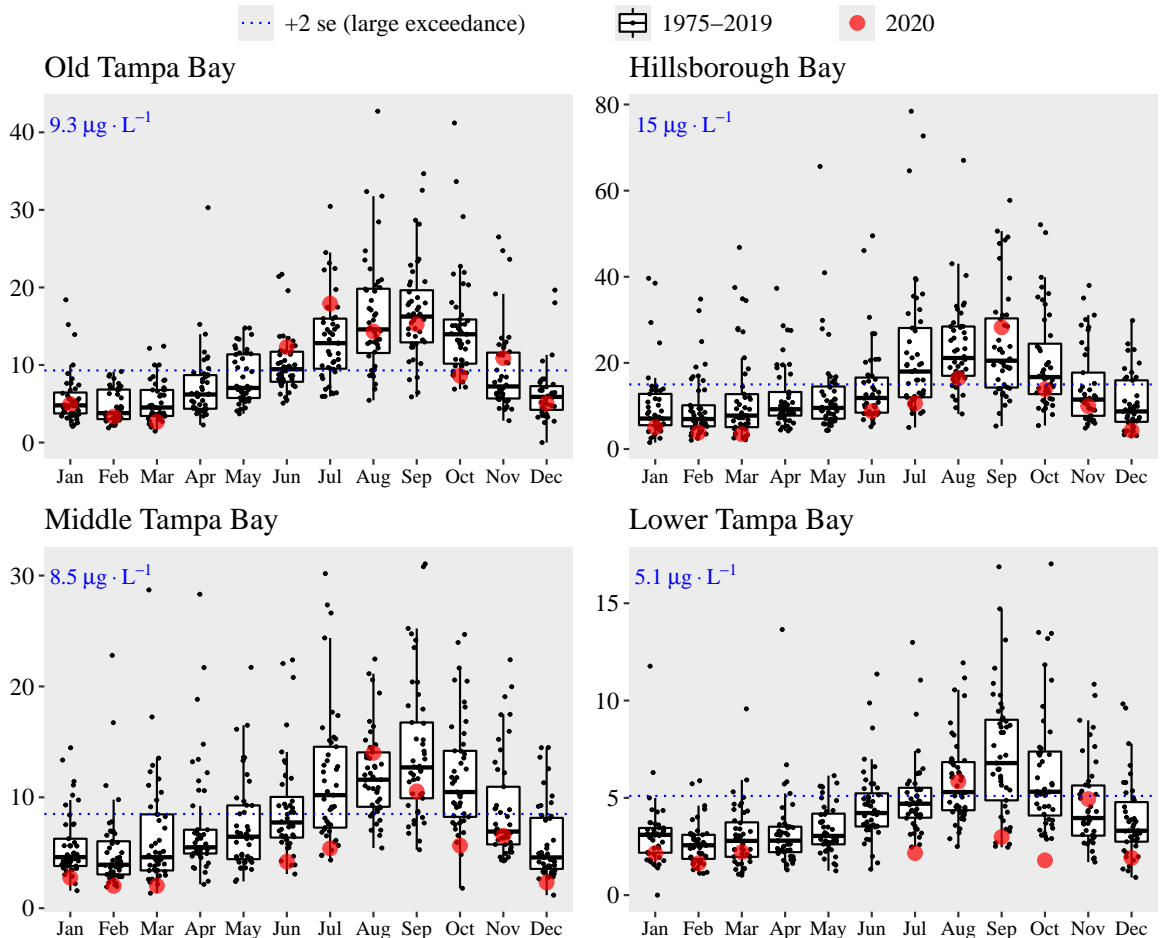 +2 se (large exceedance) 1975–2019 2020
Old Tampa Bay
9.3 μg · L⁻¹
40
30
20
10
0
Jan Feb Mar Apr May Jun Jul Aug Sep Oct Nov Dec
Hillsborough Bay
15 μg · L⁻¹
80
60
40
20
0
Jan Feb Mar Apr May Jun Jul Aug Sep Oct Nov Dec
Middle Tampa Bay
8.5 μg · L⁻¹
30
20
10
0
Jan Feb Mar Apr May Jun Jul Aug Sep Oct Nov Dec
Lower Tampa Bay
5.1 μg · L⁻¹
15
10
5
0
Jan Feb Mar Apr May Jun Jul Aug Sep Oct Nov Dec